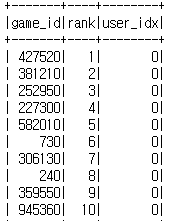 +-------+----+--------+
|game_id|rank|user_idx|
+-------+----+--------+
| 427520|   1|       0|
| 381210|   2|       0|
| 252950|   3|       0|
| 227300|   4|       0|
| 582010|   5|       0|
|    730|   6|       0|
| 306130|   7|       0|
|    240|   8|       0|
| 359550|   9|       0|
| 945360|  10|       0|